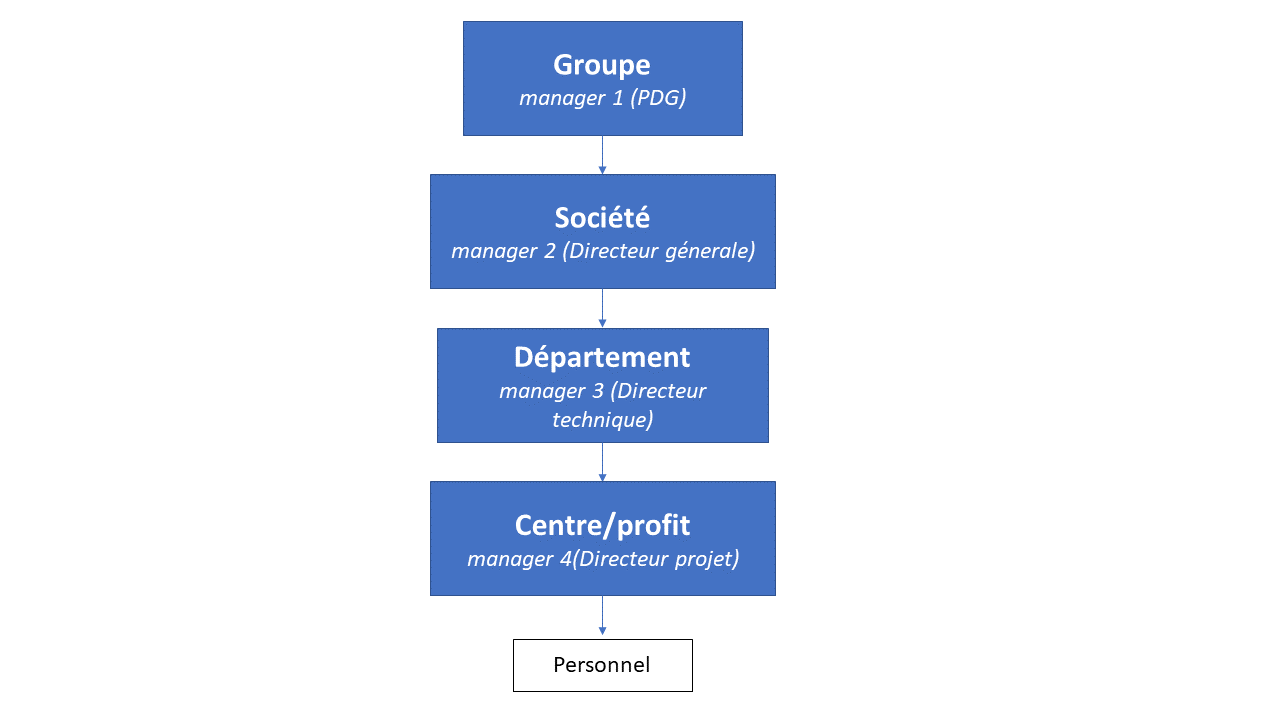 Groupe
manager 1 (PDG)
Société
manager 2 (Directeur génerale)
Département
manager 3 (Directeur
technique)
Centre/profit
manager 4(Directeur projet)
Personnel